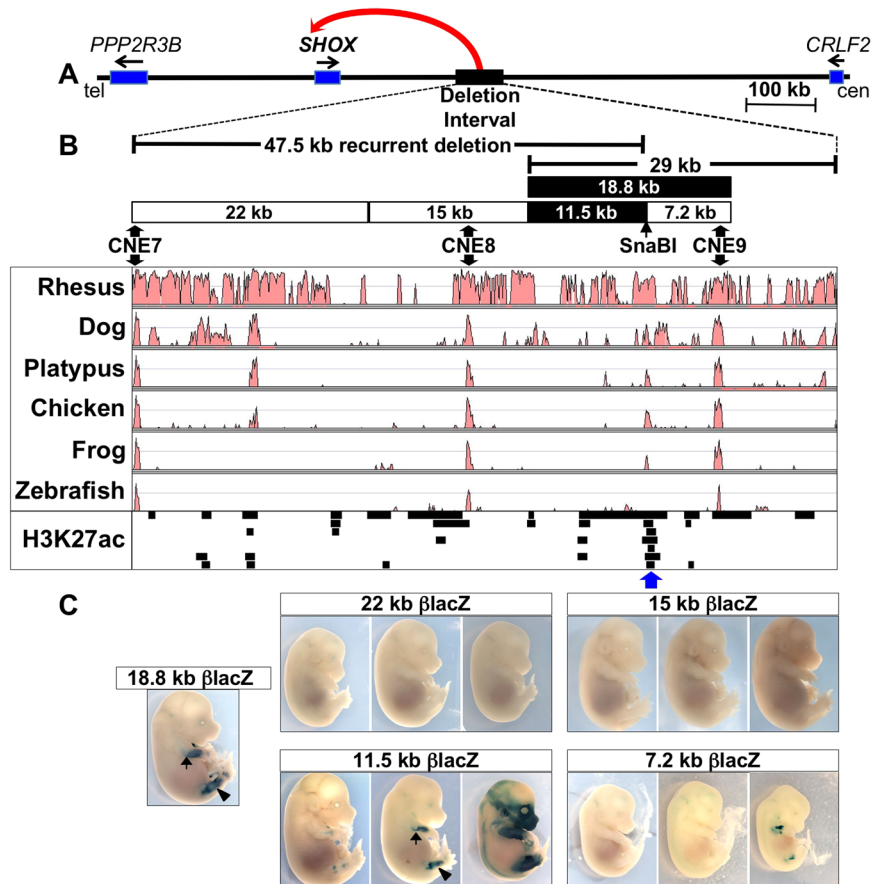 PPP2R3B
SHOX
CRLF2
A
tel
cen
Deletion
Interval
100 kb
B
47.5 kb recurrent deletion
29 kb
18.8 kb
22 kb
15 kb
11.5 kb
7.2 kb
CNE7
CNE8
SnaBI
CNE9
Rhesus
Dog
Platypus
Chicken
Frog
Zebrafish
H3K27ac
C
22 kb βlacZ
15 kb βlacZ
18.8 kb βlacZ
11.5 kb βlacZ
7.2 kb βlacZ